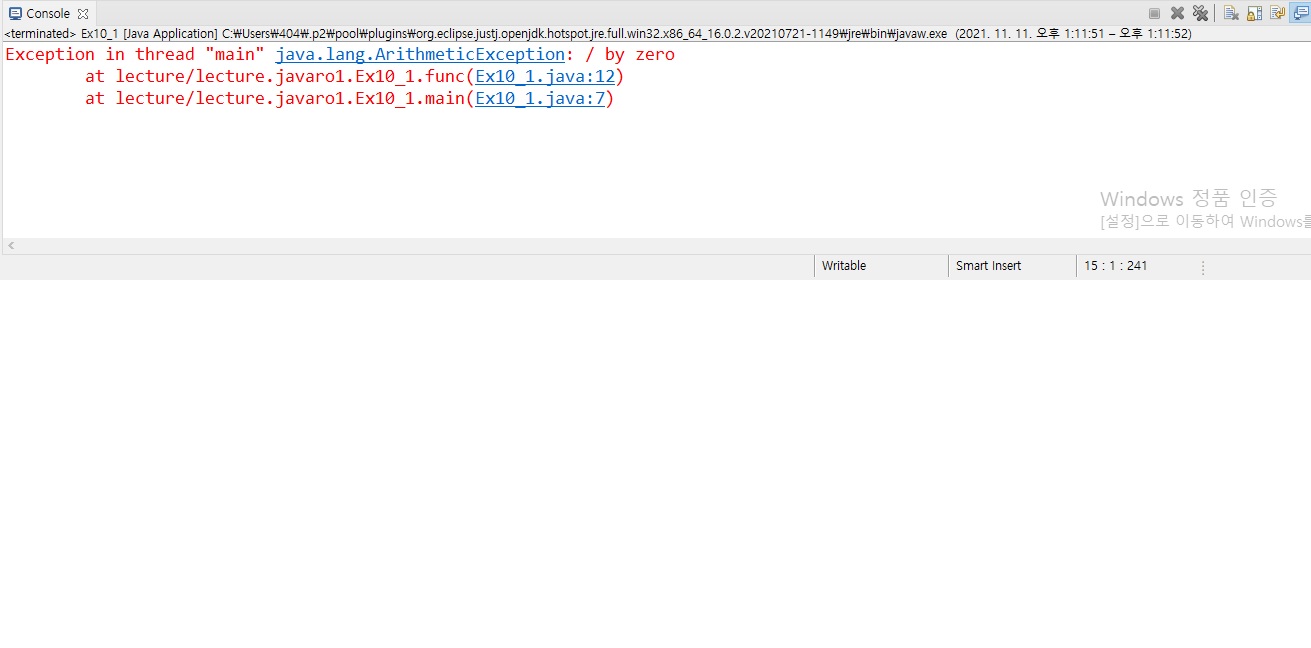 Console
<terminated> Ex10_1 [Java Application] C:₩Users₩404₩.p2₩pool₩plugins₩org.eclipse.justj.openjdk.hotspot.jre.full.win32.x86_64_16.0.2.v20210721-1149₩jre₩bin₩javaw.exe (2021. 11. 11. 오후 1:11:51 – 오후 1:11:52)
Exception in thread "main" java.lang.ArithmeticException: / by zero
at lecture/lecture.javaro1.Ex10_1.func(Ex10_1.java:12)
at lecture/lecture.javaro1.Ex10_1.main(Ex10_1.java:7)
Windows 정품 인증
[설정]으로 이동하여 Windows를
Writable Smart Insert 15 : 1 : 241